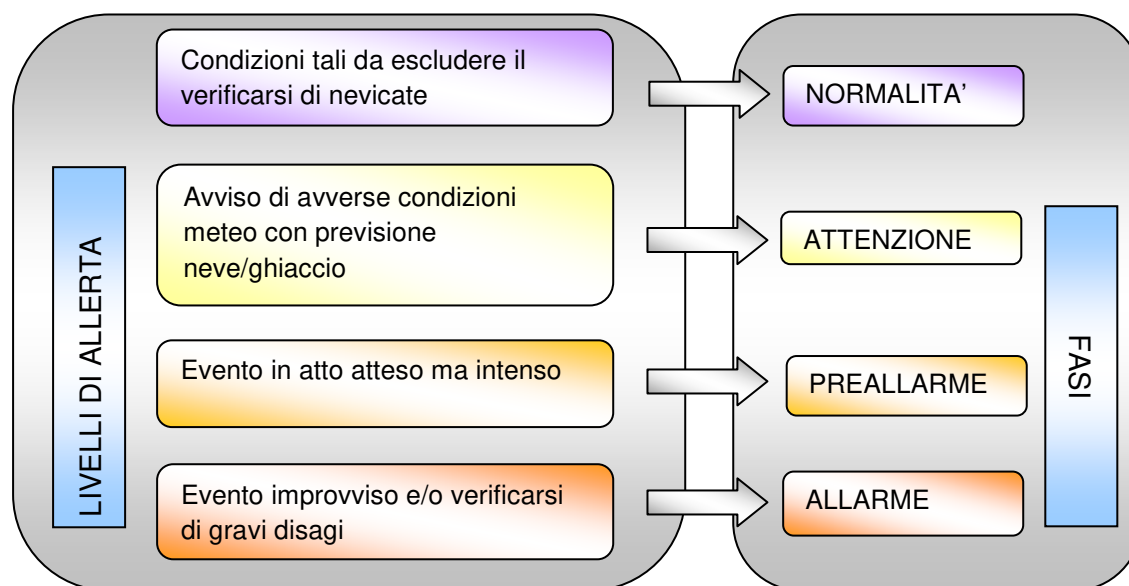 Condizioni tali da escludere il
verificarsi di nevicate
NORMALITA’
LIVELLI DI ALLERTA
Avviso di avverse condizioni
meteo con previsione
neve/ghiaccio
ATTENZIONE
FASI
Evento in atto atteso ma intenso
PREALLARME
Evento improvviso e/o verificarsi
di gravi disagi
ALLARME